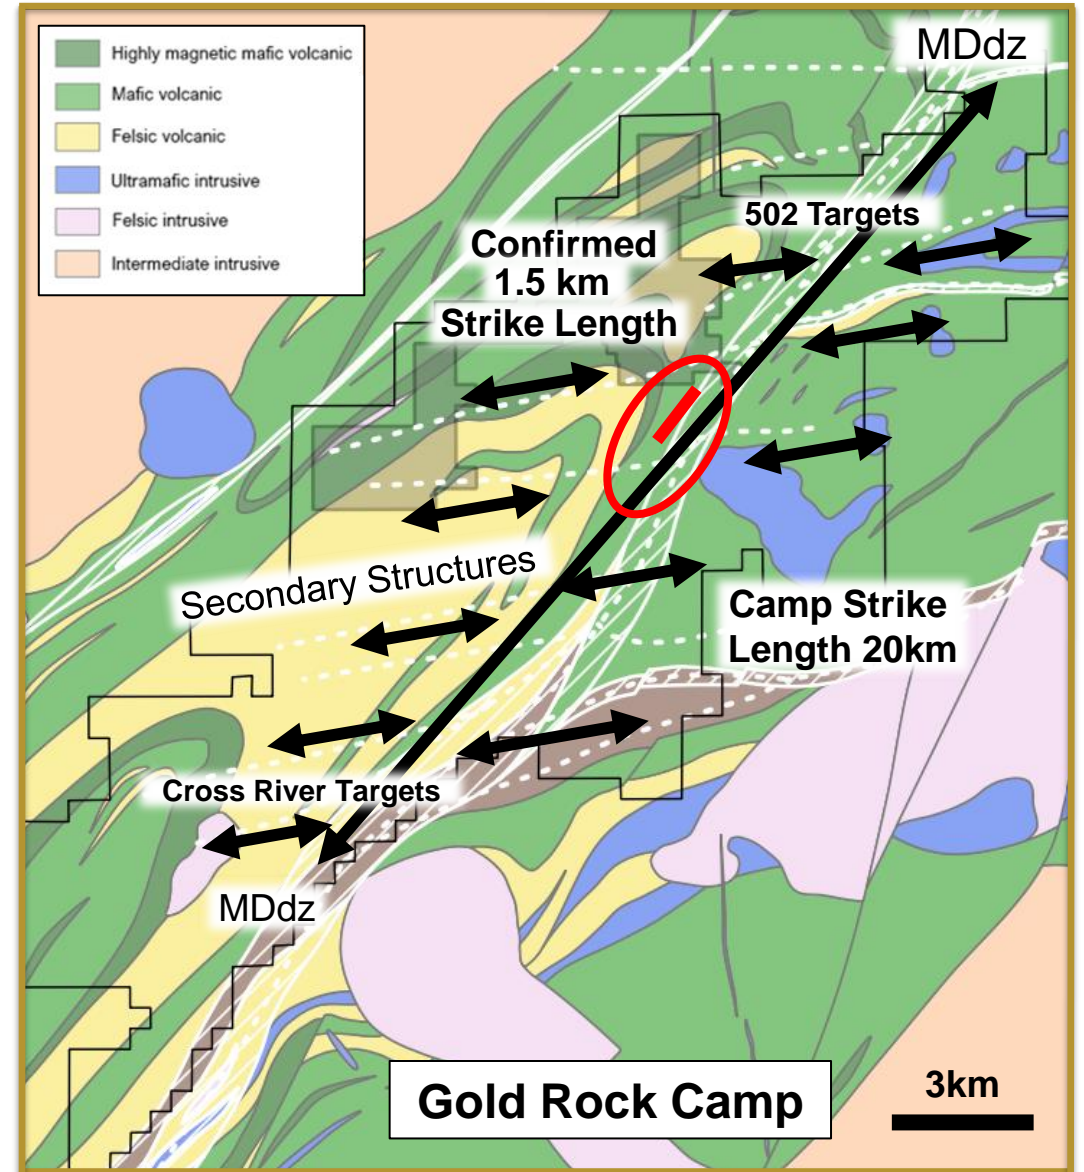 Highly magnetic mafic volcanic
Mafic volcanic
Felsic volcanic
Ultramafic intrusive
Felsic intrusive
Intermediate intrusive
MDdz
502 Targets
Confirmed
1.5 km
Strike Length
Secondary Structures
Camp Strike
Length 20km
Cross River Targets
MDdz
Gold Rock Camp
3km